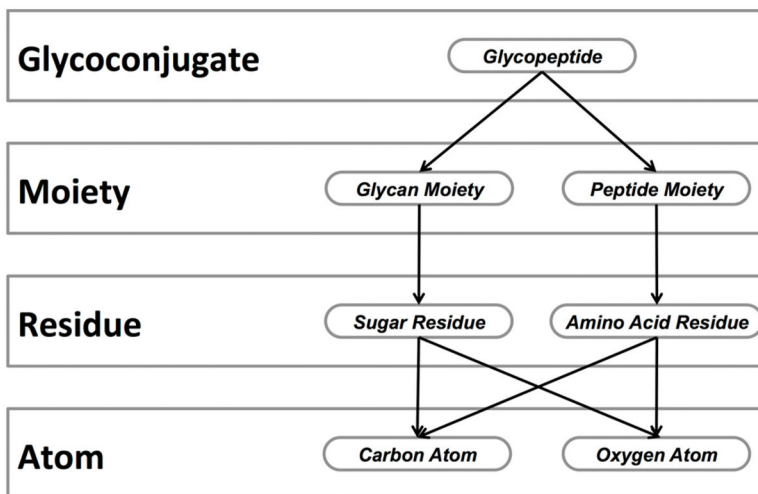 Glycoconjugate
Glycopeptide
Moiety
Glycan Moiety
Peptide Moiety
Residue
Sugar Residue
Amino Acid Residue
Atom
Carbon Atom
Oxygen Atom